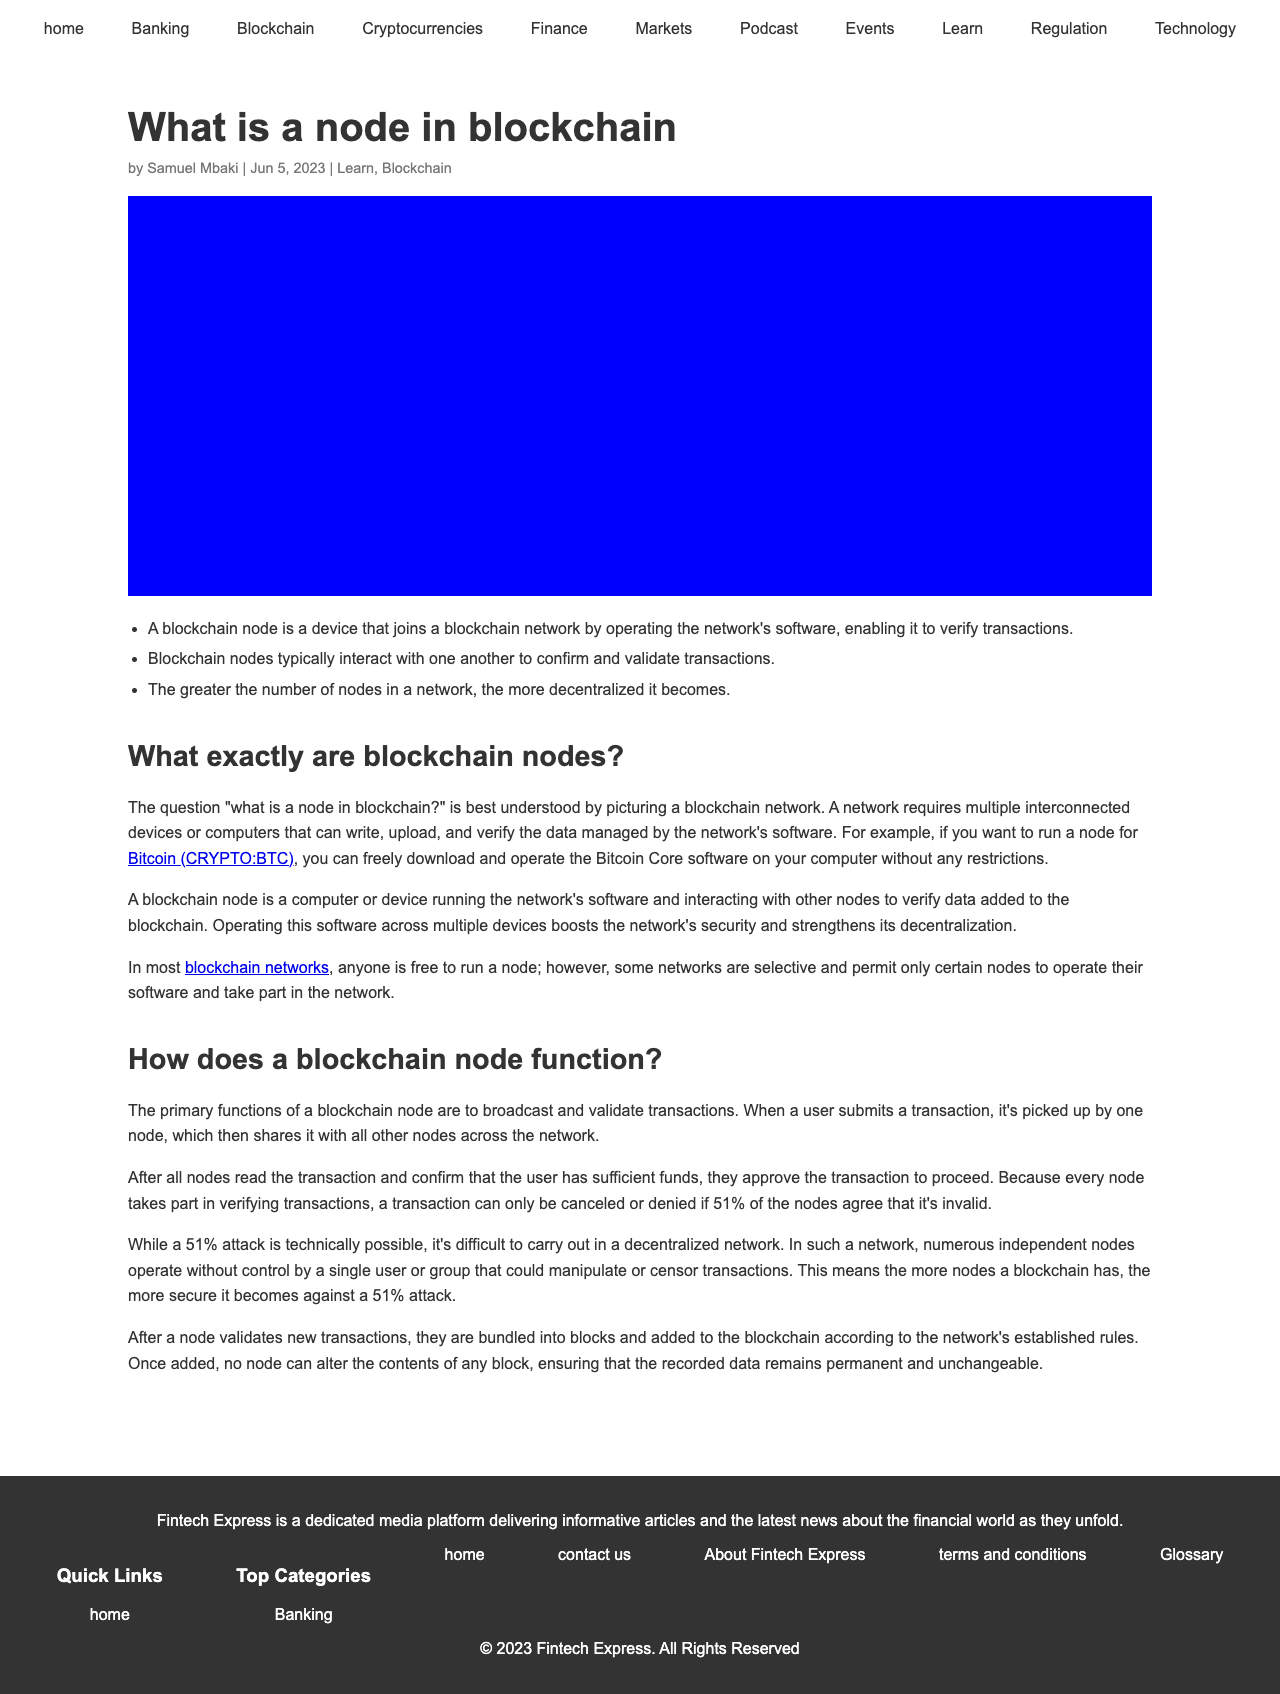 home Banking Blockchain Cryptocurrencies Finance Markets Podcast Events Learn Regulation Technology
What is a node in blockchain
by Samuel Mbaki | Jun 5, 2023 | Learn, Blockchain
• A blockchain node is a device that joins a blockchain network by operating the network's software, enabling it to verify transactions.
• Blockchain nodes typically interact with one another to confirm and validate transactions.
• The greater the number of nodes in a network, the more decentralized it becomes.
What exactly are blockchain nodes?
The question "what is a node in blockchain?" is best understood by picturing a blockchain network. A network requires multiple interconnected
devices or computers that can write, upload, and verify the data managed by the network's software. For example, if you want to run a node for
Bitcoin (CRYPTO:BTC), you can freely download and operate the Bitcoin Core software on your computer without any restrictions.
A blockchain node is a computer or device running the network's software and interacting with other nodes to verify data added to the
blockchain. Operating this software across multiple devices boosts the network's security and strengthens its decentralization.
In most blockchain networks, anyone is free to run a node; however, some networks are selective and permit only certain nodes to operate their
software and take part in the network.
How does a blockchain node function?
The primary functions of a blockchain node are to broadcast and validate transactions. When a user submits a transaction, it's picked up by one
node, which then shares it with all other nodes across the network.
After all nodes read the transaction and confirm that the user has sufficient funds, they approve the transaction to proceed. Because every node
takes part in verifying transactions, a transaction can only be canceled or denied if 51% of the nodes agree that it's invalid.
While a 51% attack is technically possible, it's difficult to carry out in a decentralized network. In such a network, numerous independent nodes
operate without control by a single user or group that could manipulate or censor transactions. This means the more nodes a blockchain has, the
more secure it becomes against a 51% attack.
After a node validates new transactions, they are bundled into blocks and added to the blockchain according to the network's established rules.
Once added, no node can alter the contents of any block, ensuring that the recorded data remains permanent and unchangeable.
Fintech Express is a dedicated media platform delivering informative articles and the latest news about the financial world as they unfold.
home contact us About Fintech Express terms and conditions Glossary
Quick Links Top Categories
home Banking
© 2023 Fintech Express. All Rights Reserved